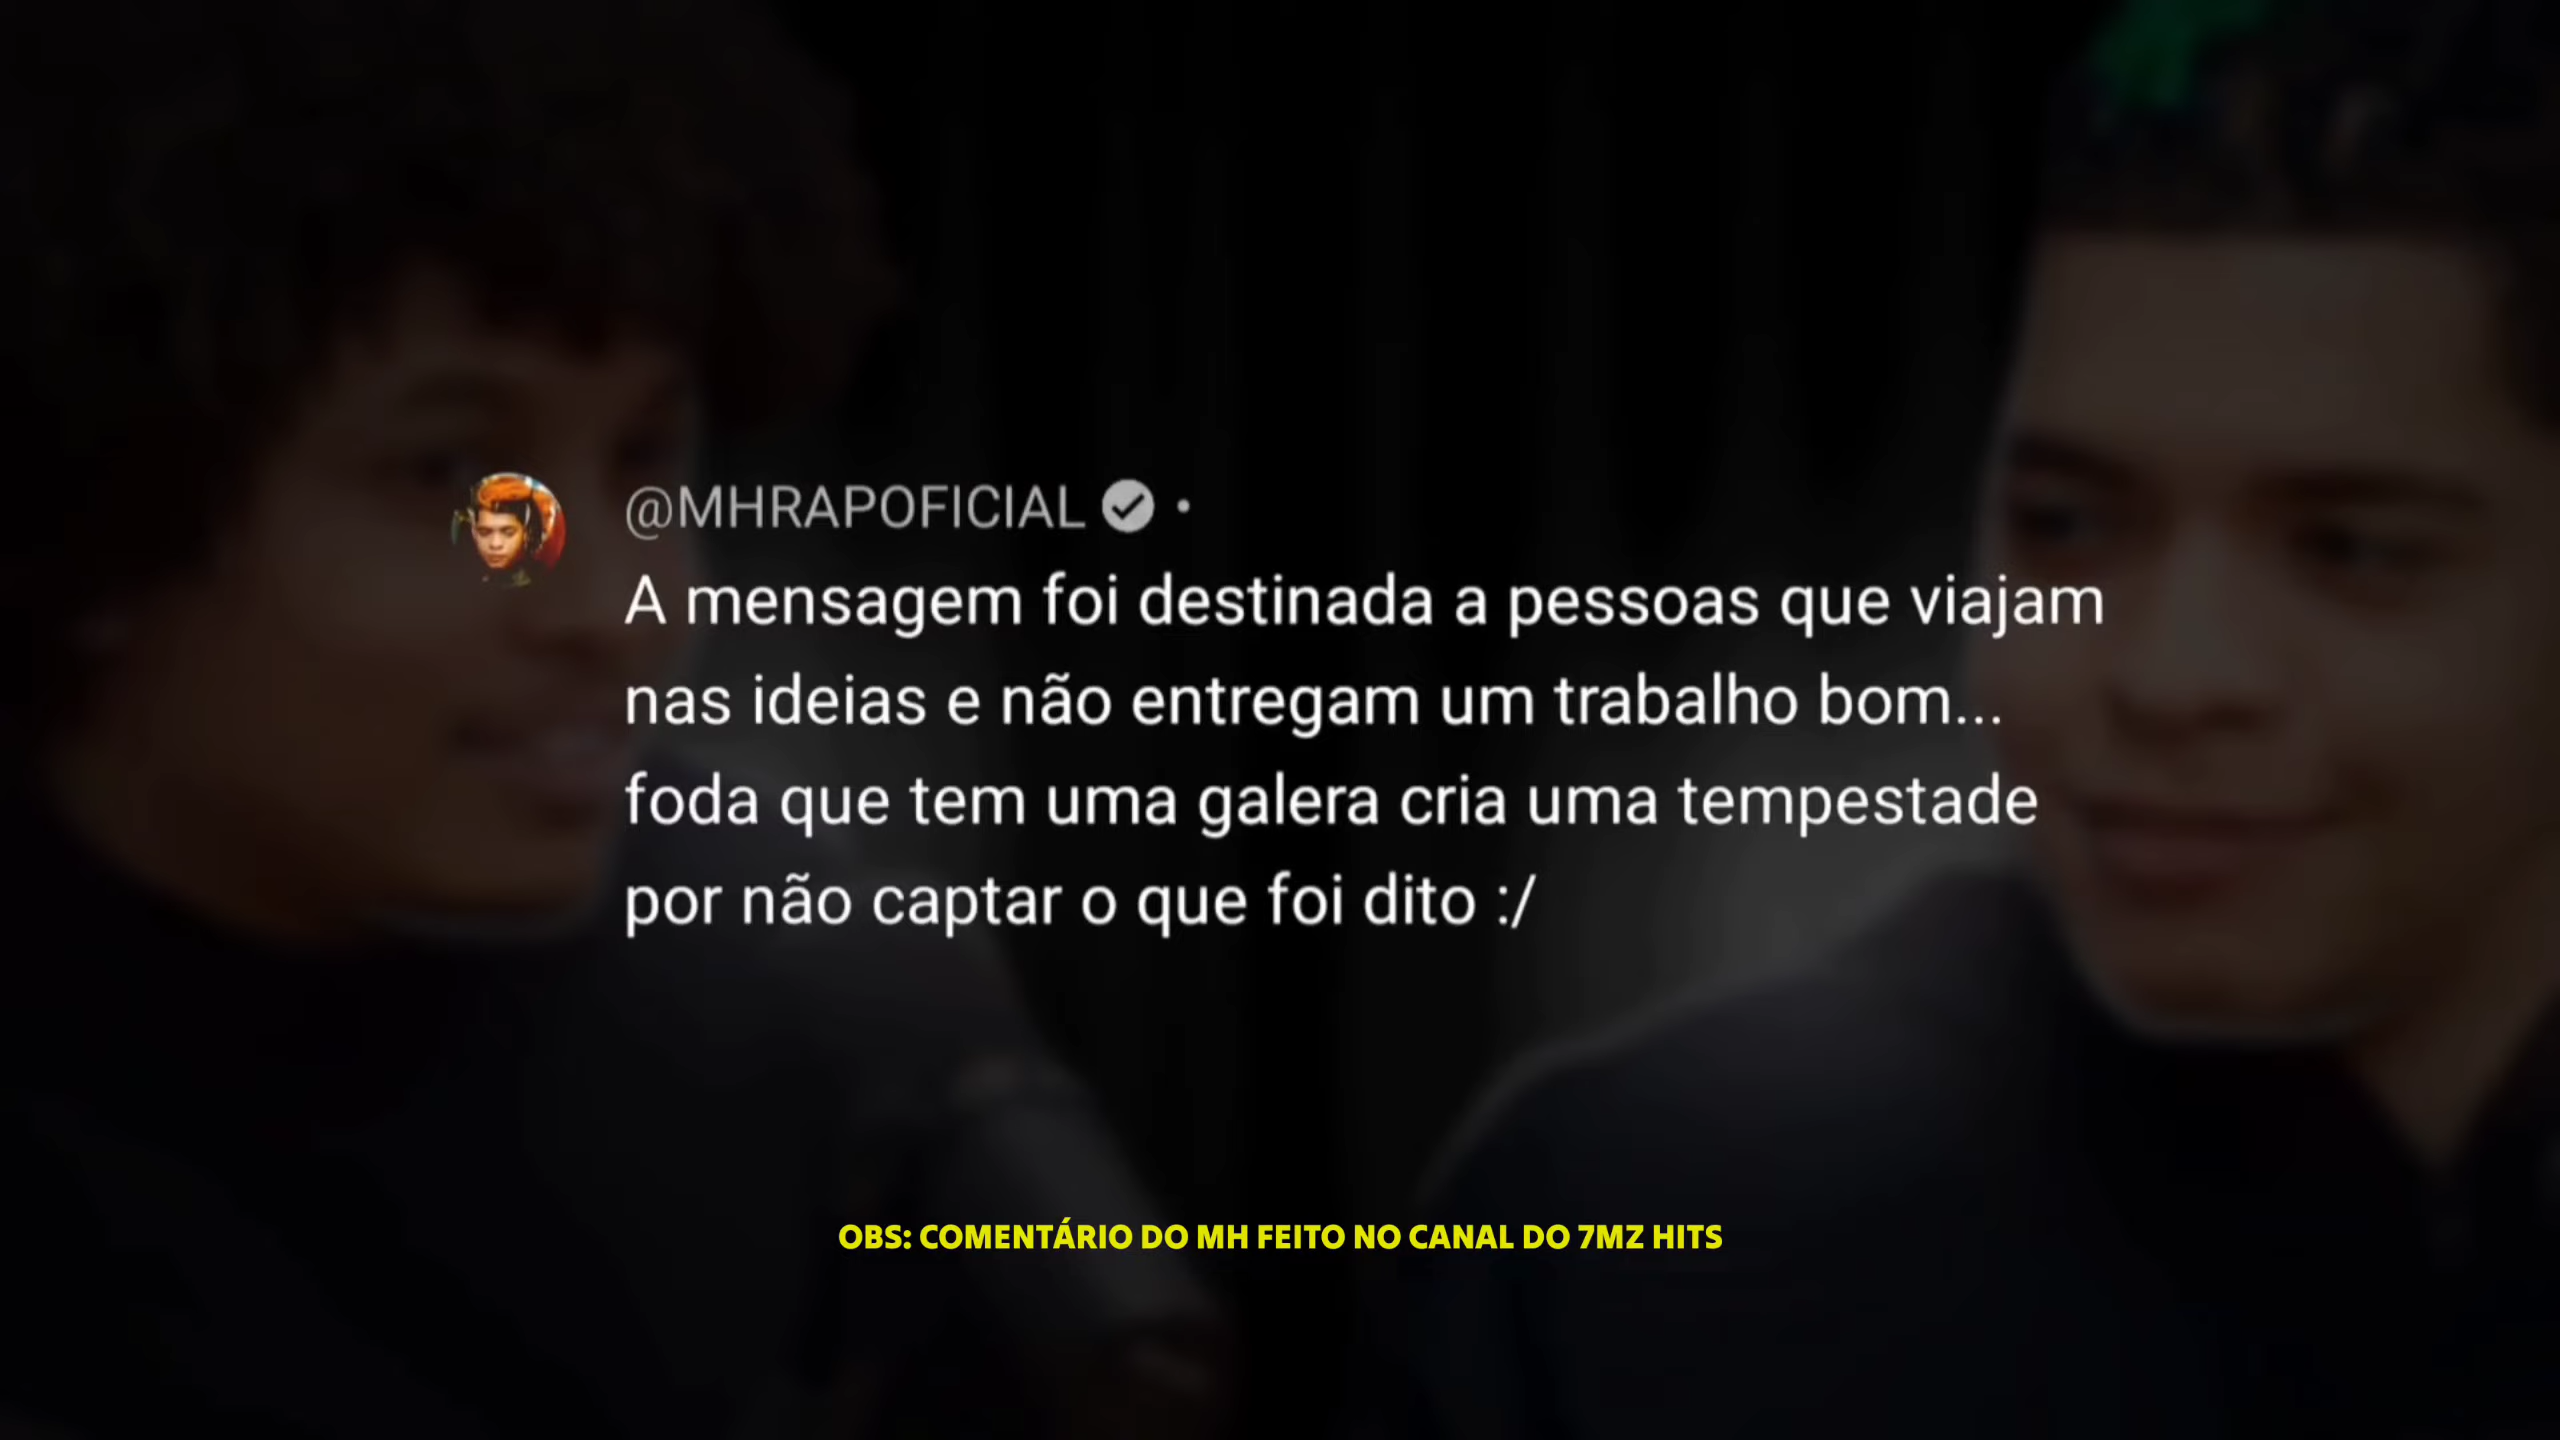 @MHRAPOFICIAL
A mensagem foi destinada a pessoas que viajam
nas ideias e não entregam um trabalho bom...
foda que tem uma galera cria uma tempestade
por não captar o que foi dito :/
OBS: COMENTÁRIO DO MH FEITO NO CANAL DO 7MZ HITS